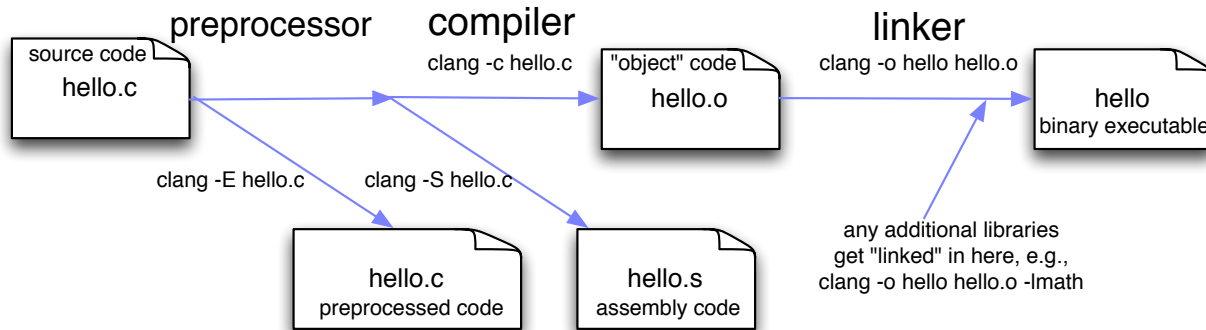 preprocessor
compiler
linker
source code
hello.c
clang -c hello.c
"object" code
hello.o
clang -o hello hello.o
hello
binary executable
clang -E hello.c
clang -S hello.c
hello.c
preprocessed code
hello.s
assembly code
any additional libraries
get "linked" in here, e.g.,
clang -o hello hello.o -lmath